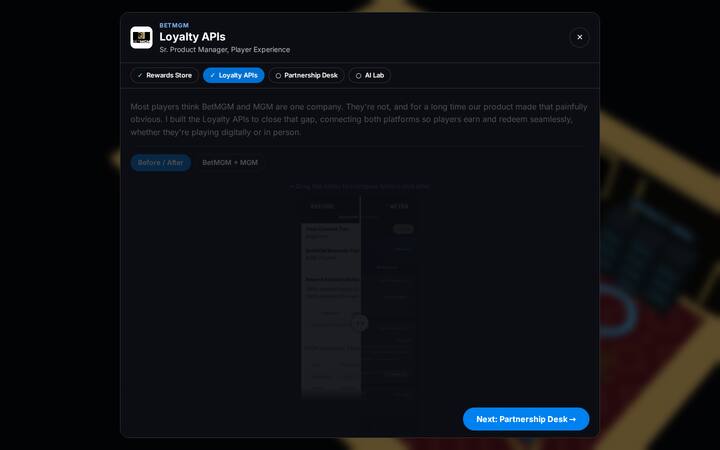 BETMGM
Loyalty APIs
Sr. Product Manager, Player Experience
✕
✓ Rewards Store
✓ Loyalty APIs
○ Partnership Desk
○ AI Lab
Most players think BetMGM and MGM are one company. They're not, and for a long time our product made that painfully
obvious. I built the Loyalty APIs to close that gap, connecting both platforms so players earn and redeem seamlessly,
whether they're playing digitally or in person.
Before / After
BetMGM + MGM
BEFORE
AFTER
Next: Partnership Desk →